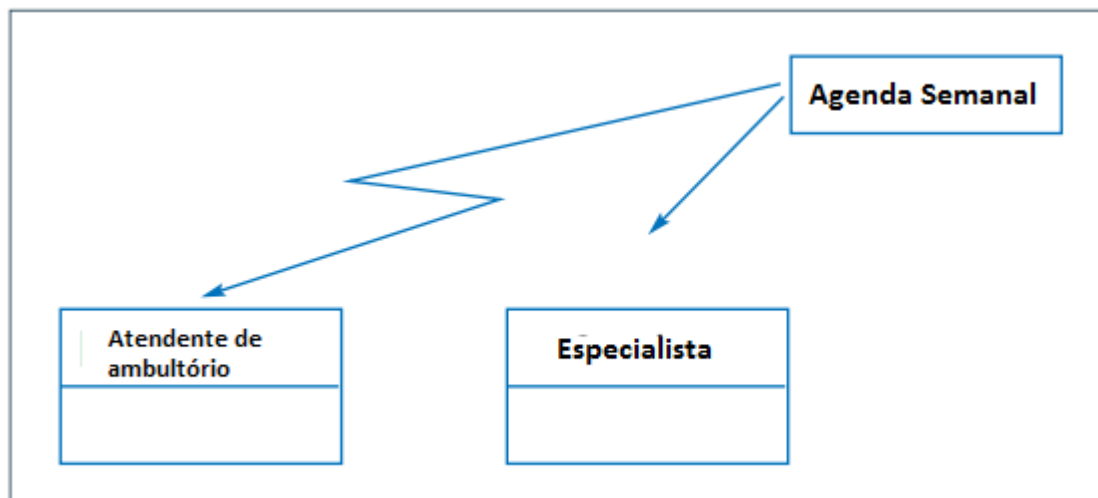 Agenda Semanal
Atendente de
ambultório
Especialista